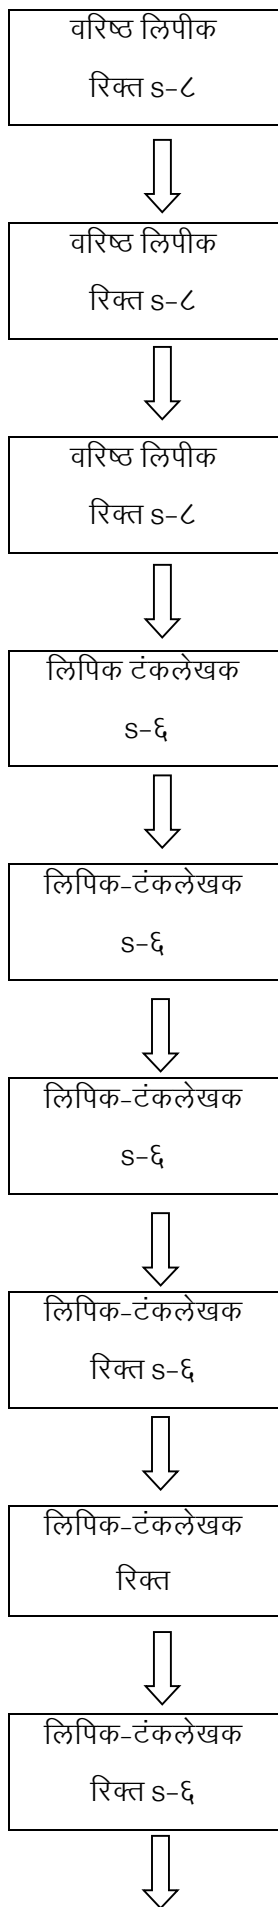 वरिष्ठ लिपीक
रिक्त s-८
वरिष्ठ लिपीक
रिक्त s-८
वरिष्ठ लिपीक
रिक्त s-८
लिपिक टंकलेखक
s-६
लिपिक-टंकलेखक
s-६
लिपिक-टंकलेखक
s-६
लिपिक-टंकलेखक
रिक्त s-६
लिपिक-टंकलेखक
रिक्त
लिपिक-टंकलेखक
रिक्त s-६